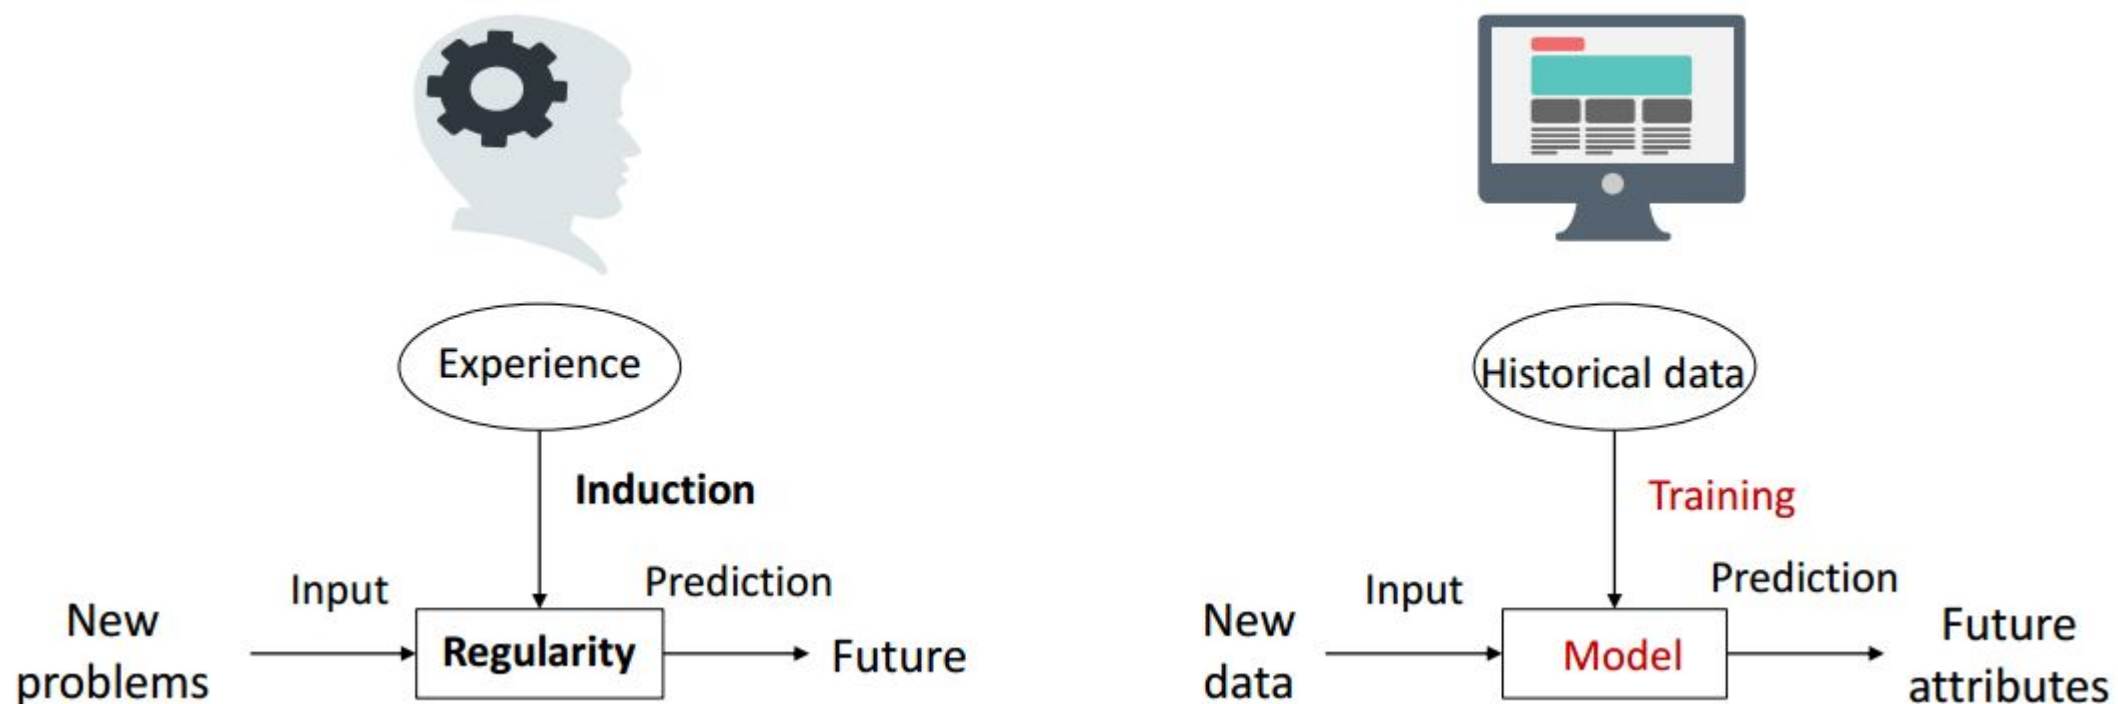 Experience
Induction
Input
Prediction
New
problems
Regularity
Future
Historical data
Training
Input
Prediction
New
data
Model
Future
attributes